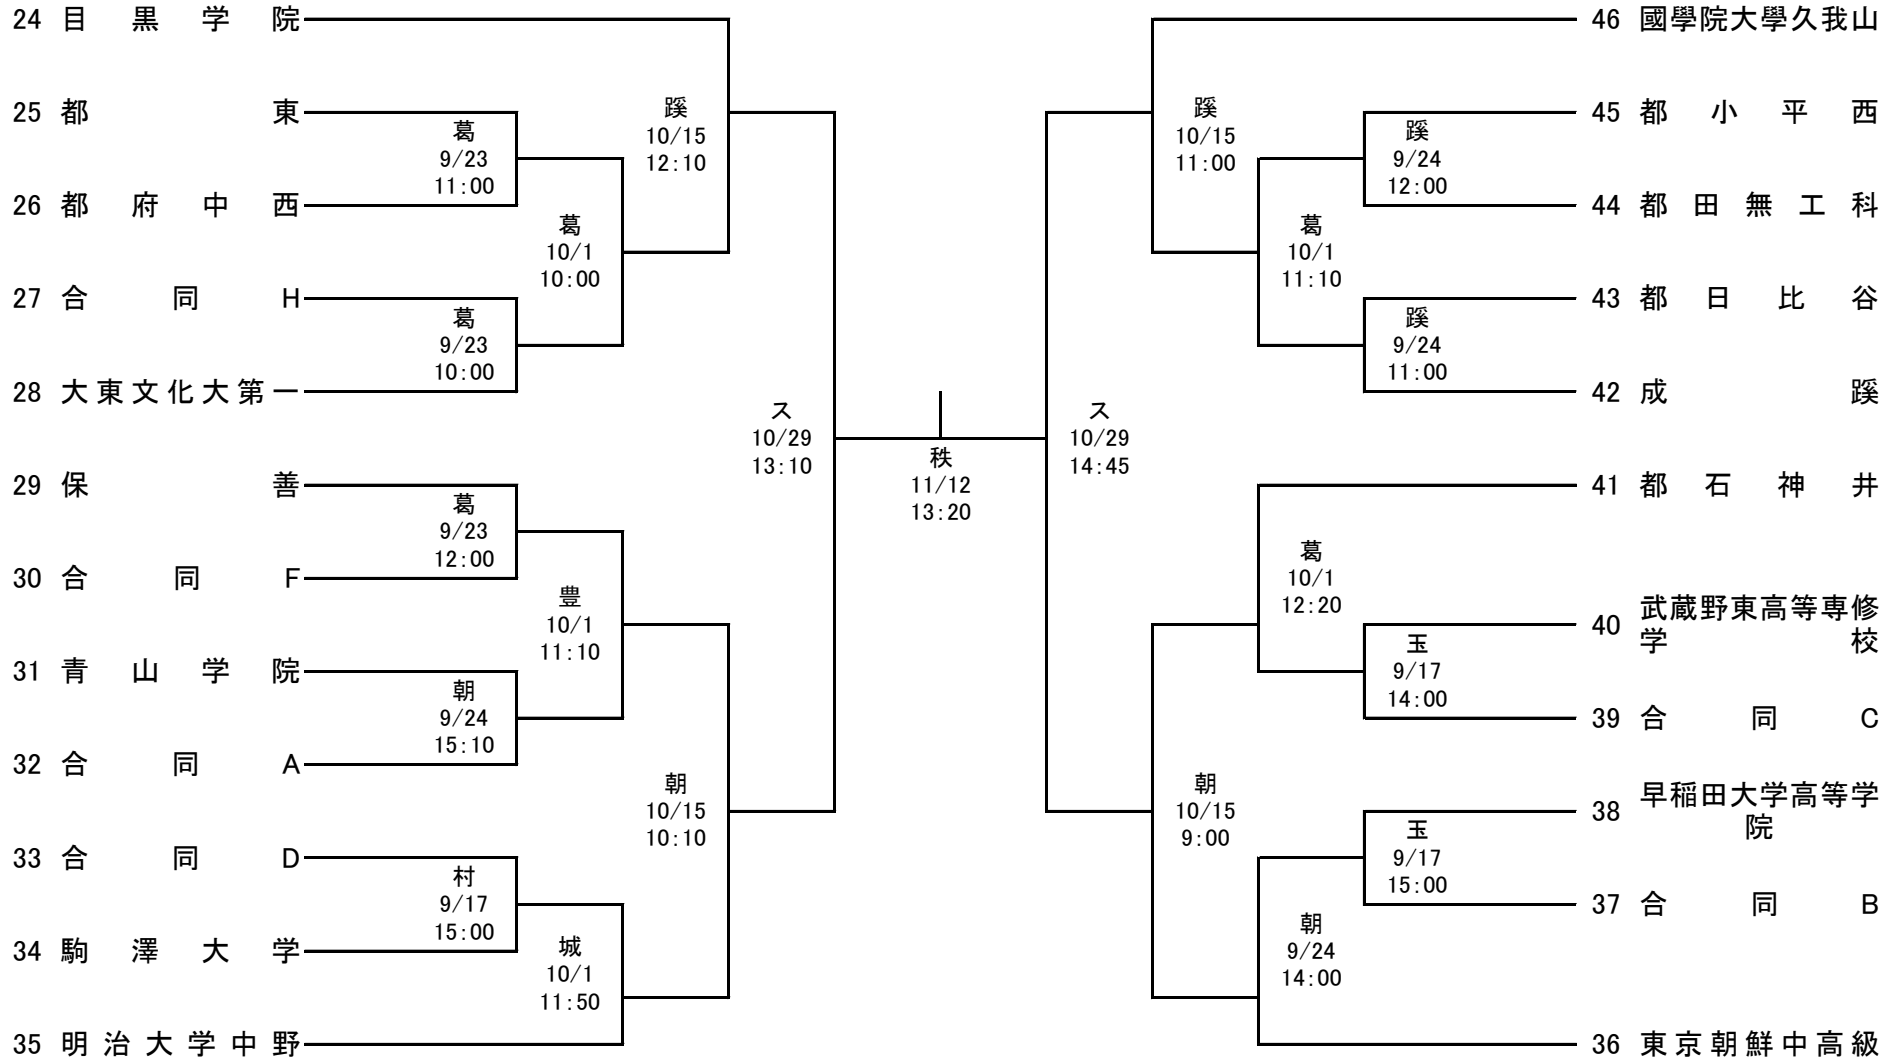 24 目黒学院
25 都東
26 都府中西
27 合同H
28 大東文化大第一
29 保善
30 合同F
31 青山学院
32 合同A
33 合同D
34 駒澤大学
35 明治大学中野
葛
9/23
11:00
葛
9/23
10:00
葛
9/23
12:00
朝
9/24
15:10
村
9/17
15:00
葛
10/1
10:00
豊
10/1
11:10
城
10/1
11:50
蹊
10/15
12:10
朝
10/15
10:10
ス
10/29
13:10
秩
11/12
13:20
ス
10/29
14:45
蹊
10/15
11:00
朝
10/15
9:00
葛
10/1
11:10
葛
10/1
12:20
朝
9/24
14:00
蹊
9/24
12:00
蹊
9/24
11:00
玉
9/17
14:00
玉
9/17
15:00
46 國學院大學久我山
45 都小平西
44 都田無工科
43 都日比谷
42 成蹊
41 都石神井
40 武蔵野東高等専修
学校
39 合同C
38 早稲田大学高等学
院
37 合同B
36 東京朝鮮中高級